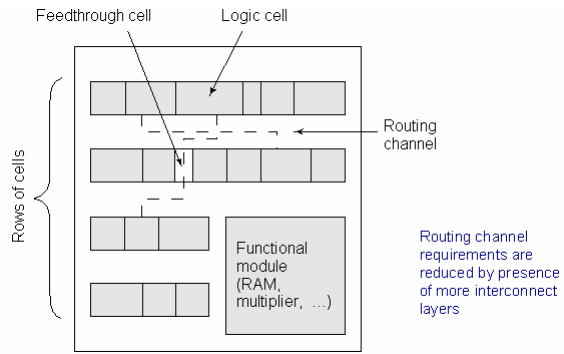 Feedthrough cell
Logic cell
Routing
channel
Rows of cells
Functional
module
(RAM,
multiplier, ...)
Routing channel
requirements are
reduced by presence
of more interconnect
layers